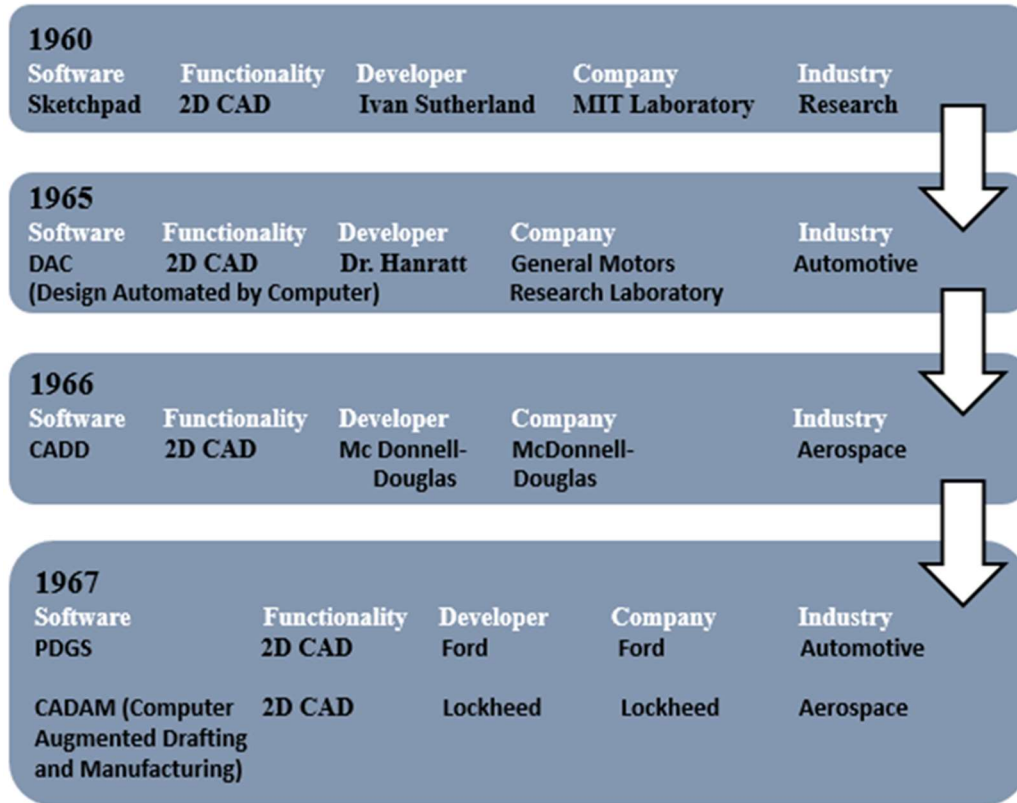 1960
Software Functionality Developer Company Industry
Sketchpad 2D CAD Ivan Sutherland MIT Laboratory Research
1965
Software Functionality Developer Company Industry
DAC 2D CAD Dr. Hanratt General Motors Automotive
(Design Automated by Computer) Research Laboratory
1966
Software Functionality Developer Company Industry
CADD 2D CAD Mc Donnell- McDonnell- Aerospace
Douglas Douglas
1967
Software Functionality Developer Company Industry
PDGS 2D CAD Ford Ford Automotive
CADAM (Computer 2D CAD Lockheed Lockheed Aerospace
Augmented Drafting
and Manufacturing)